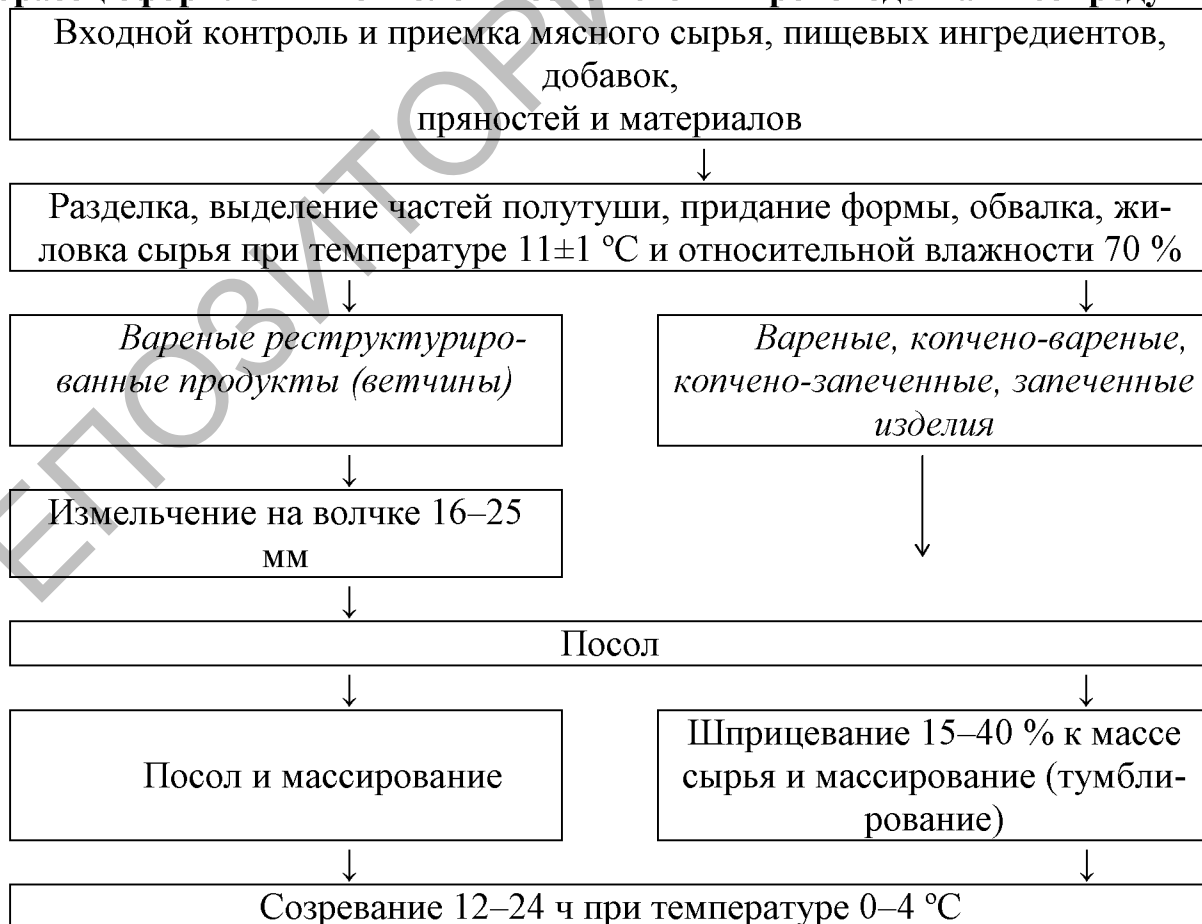 Входной контроль и приемка мясного сырья, пищевых ингредиентов,
добавок,
пряностей и материалов
↓
Разделка, выделение частей полутуши, придание формы, обвалка, жи-
ловка сырья при температуре 11±1 ºС и относительной влажности 70 %
↓ ↓
Вареные реструктуриро-
ванные продукты (ветчины)
Вареные, копчено-вареные,
копчено-запеченные, запеченные
изделия
↓
Измельчение на волчке 16–25
мм
↓
Посол
↓ ↓
Посол и массирование
Шприцевание 15–40 % к массе
сырья и массирование (тумбли-
рование)
↓ ↓
Созревание 12–24 ч при температуре 0–4 ºС